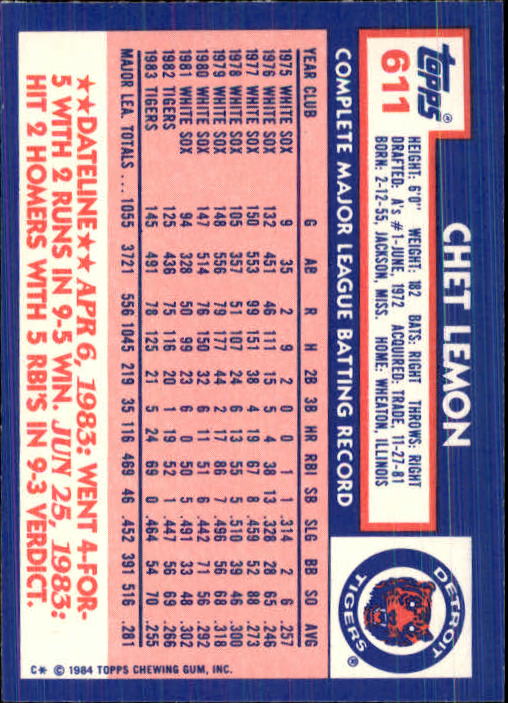 Topps®
611
CHET LEMON
HEIGHT: 6'0" WEIGHT: 182 BATS: RIGHT THROWS: RIGHT
DRAFTED: A's #1-JUNE, 1972 ACQUIRED: TRADE, 11-27-81
BORN: 2-12-55, JACKSON, MISS. HOME: WHEATON, ILLINOIS
DETROIT
TIGERS®
COMPLETE MAJOR LEAGUE BATTING RECORD
YEAR CLUB G AB R H 2B 3B HR RBI SB SLG BB SO AVG
1975 WHITE SOX 9 35 2 9 2 0 0 1 1 .314 2 6 .257
1976 WHITE SOX 132 451 46 111 15 5 4 38 13 .328 28 65 .246
1977 WHITE SOX 150 553 99 151 38 4 19 67 8 .459 52 88 .273
1978 WHITE SOX 105 357 51 107 24 6 13 55 5 .510 39 46 .300
1979 WHITE SOX 148 556 79 177 44 2 17 86 7 .496 56 68 .318
1980 WHITE SOX 147 514 76 150 32 6 11 51 6 .442 71 56 .292
1981 WHITE SOX 94 328 50 99 23 6 9 50 5 .491 33 48 .302
1982 TIGERS 125 436 75 116 20 1 19 52 1 .447 56 69 .266
1983 TIGERS 145 491 78 125 21 5 24 69 0 .464 54 70 .255
MAJOR LEA. TOTALS ... 1055 3721 556 1045 219 35 116 469 46 .452 391 516 .281
★★DATELINE★★ APR 6, 1983: WENT 4-FOR-
5 WITH 2 RUNS IN 9-5 WIN. JUN 25, 1983:
HIT 2 HOMERS WITH 5 RBI'S IN 9-3 VERDICT.
C* © 1984 TOPPS CHEWING GUM, INC.